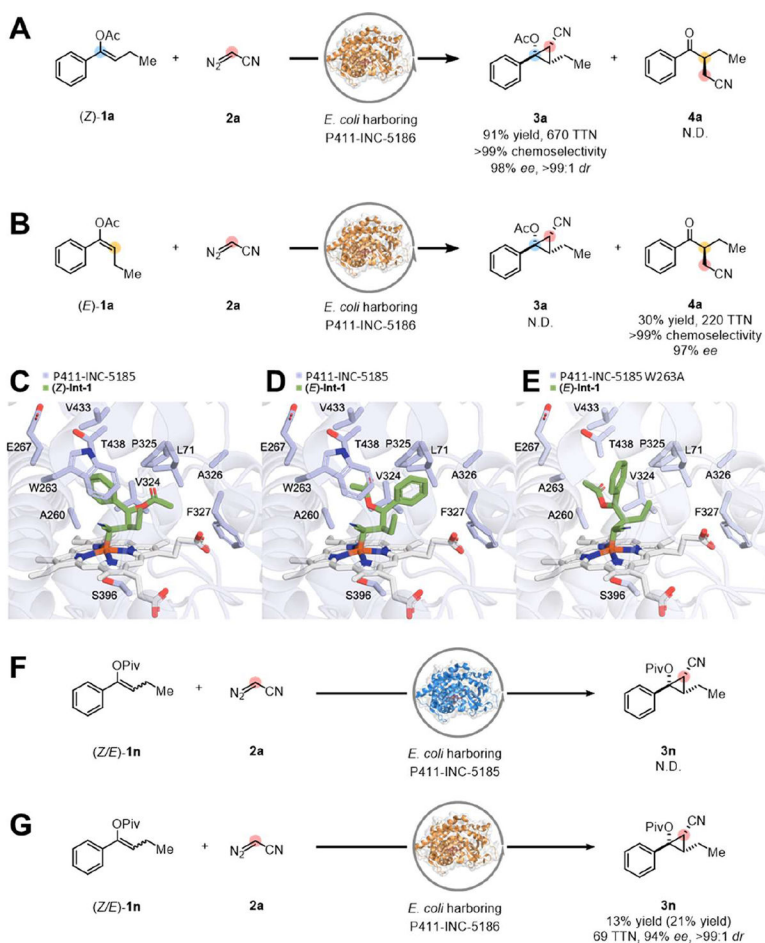 A
OAc
Me
(Z)-1a
+
N2
CN
2a
E. coli harboring
P411-INC-5186
AcO
CN
Me
3a
91% yield, 670 TTN
>99% chemoselectivity
98% ee, >99:1 dr
+
O
Me
CN
4a
N.D.
B
OAc
Me
(E)-1a
+
N2
CN
2a
E. coli harboring
P411-INC-5186
AcO
CN
Me
3a
N.D.
+
O
Me
CN
4a
30% yield, 220 TTN
>99% chemoselectivity
97% ee
C
P411-INC-5185
(Z)-Int-1
V433
E267
T438
P325
L71
A326
W263
V324
A260
F327
S396
D
P411-INC-5185
(E)-Int-1
V433
E267
T438
P325
L71
A326
W263
V324
A260
F327
S396
E
P411-INC-5185 W263A
(E)-Int-1
V433
E267
T438
P325
L71
A326
A263
V324
A260
F327
S396
F
OPiv
Me
(Z/E)-1n
+
N2
CN
2a
E. coli harboring
P411-INC-5185
PivO
CN
Me
3n
N.D.
G
OPiv
Me
(Z/E)-1n
+
N2
CN
2a
E. coli harboring
P411-INC-5186
PivO
CN
Me
3n
13% yield (21% yield)
69 TTN, 94% ee, >99:1 dr